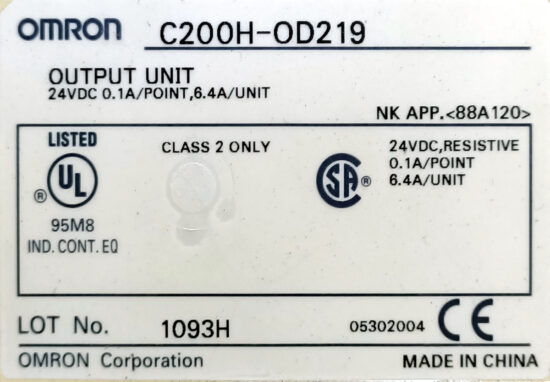 OMRON C200H-OD219
OUTPUT UNIT
24VDC 0.1A/POINT,6.4A/UNIT
NK APP.<88A120>
LISTED
UL
®
95M8
IND. CONT. EQ
CLASS 2 ONLY
CSA ®
24VDC,RESISTIVE
0.1A/POINT
6.4A/UNIT
LOT No. 1093H 05302004 CE
OMRON Corporation MADE IN CHINA